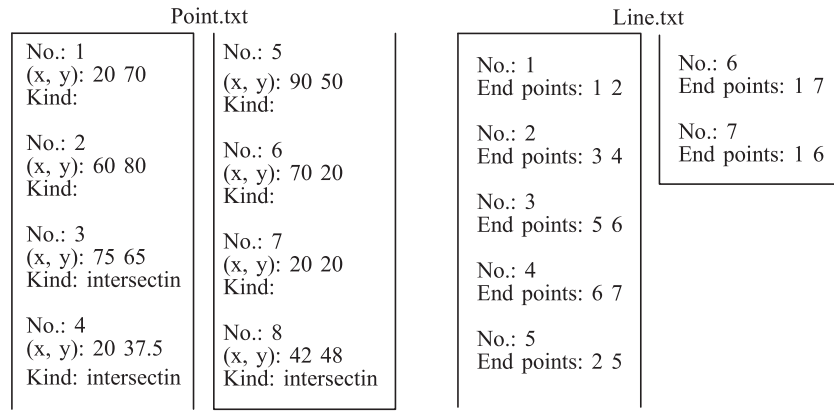 Point.txt
No.: 1
(x, y): 20 70
Kind:
No.: 2
(x, y): 60 80
Kind:
No.: 3
(x, y): 75 65
Kind: intersectin
No.: 4
(x, y): 20 37.5
Kind: intersectin
No.: 5
(x, y): 90 50
Kind:
No.: 6
(x, y): 70 20
Kind:
No.: 7
(x, y): 20 20
Kind:
No.: 8
(x, y): 42 48
Kind: intersectin
Line.txt
No.: 1
End points: 1 2
No.: 2
End points: 3 4
No.: 3
End points: 5 6
No.: 4
End points: 6 7
No.: 5
End points: 2 5
No.: 6
End points: 1 7
No.: 7
End points: 1 6